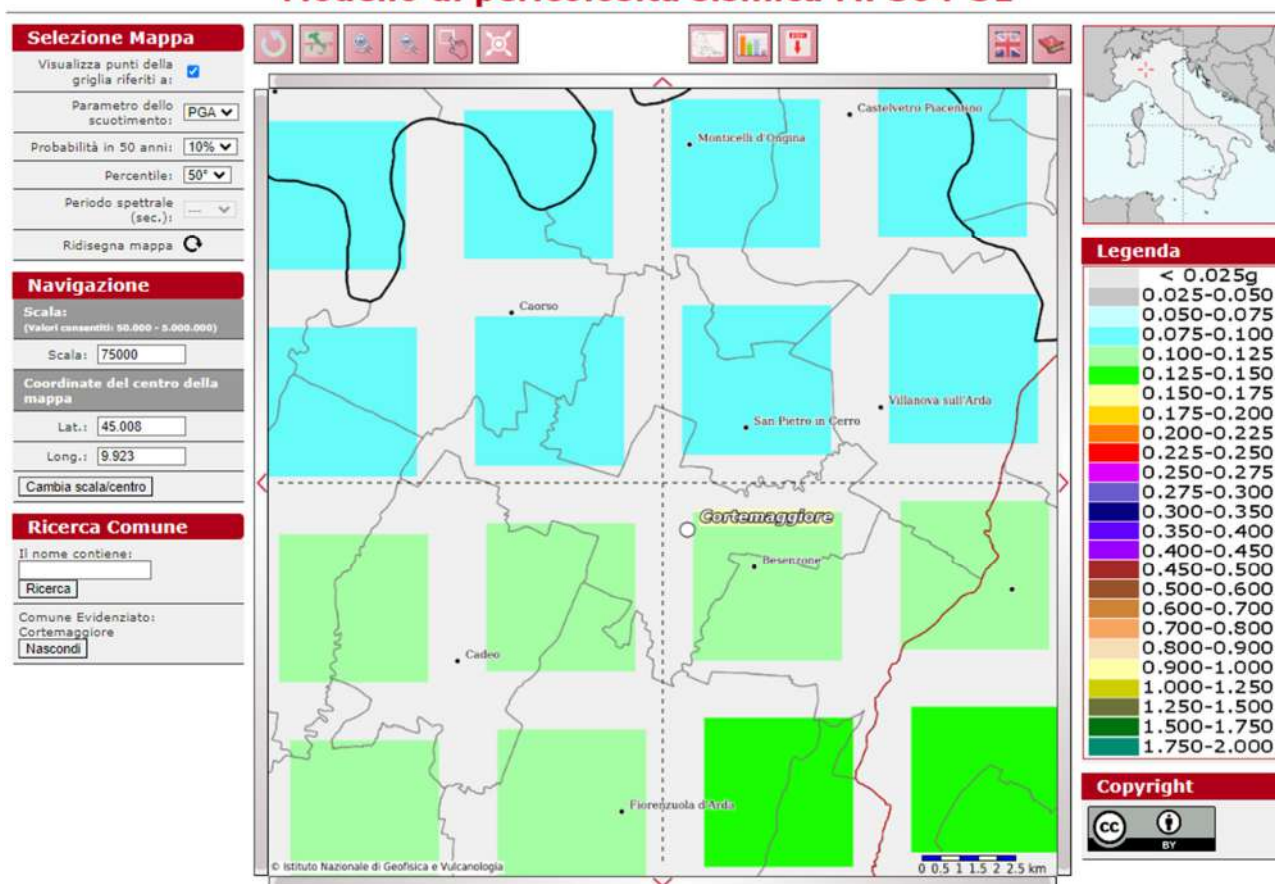 Modello di pericolosità sismica MPS04-S1
Selezione Mappa
Visualizza punti della
griglia riferiti a:
Parametro dello
scuotimento: PGA
Probabilità in 50 anni: 10%
Percentile: 50°
Periodo spettrale
(sec.): ---
Ridisegna mappa
Navigazione
Scala:
(Valori consentiti: 50.000 - 5.000.000)
Scala: 75000
Coordinate del centro della
mappa
Lat.: 45.008
Long.: 9.923
Cambia scala/centro
Ricerca Comune
Il nome contiene:
Ricerca
Comune Evidenziato:
Cortemaggiore
Nascondi
Castelvetro Piacentino
Monticelli d'Ongina
Caorso
Villanova sull'Arda
San Pietro in Cerro
Cortemaggiore
Besenzone
Cadeo
Fiorenzuola d'Arda
© Istituto Nazionale di Geofisica e Vulcanologia
0 0.5 1 1.5 2 2.5 km
Legenda
< 0.025g
0.025-0.050
0.050-0.075
0.075-0.100
0.100-0.125
0.125-0.150
0.150-0.175
0.175-0.200
0.200-0.225
0.225-0.250
0.250-0.275
0.275-0.300
0.300-0.350
0.350-0.400
0.400-0.450
0.450-0.500
0.500-0.600
0.600-0.700
0.700-0.800
0.800-0.900
0.900-1.000
1.000-1.250
1.250-1.500
1.500-1.750
1.750-2.000
Copyright
cc
BY